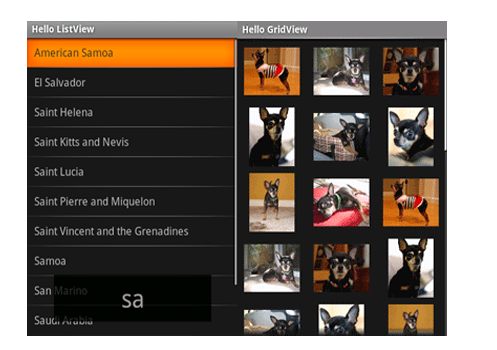 Hello ListView
American Samoa
El Salvador
Saint Helena
Saint Kitts and Nevis
Saint Lucia
Saint Pierre and Miquelon
Saint Vincent and the Grenadines
Samoa
San Marino
sa
Saudi Arabia
Hello GridView